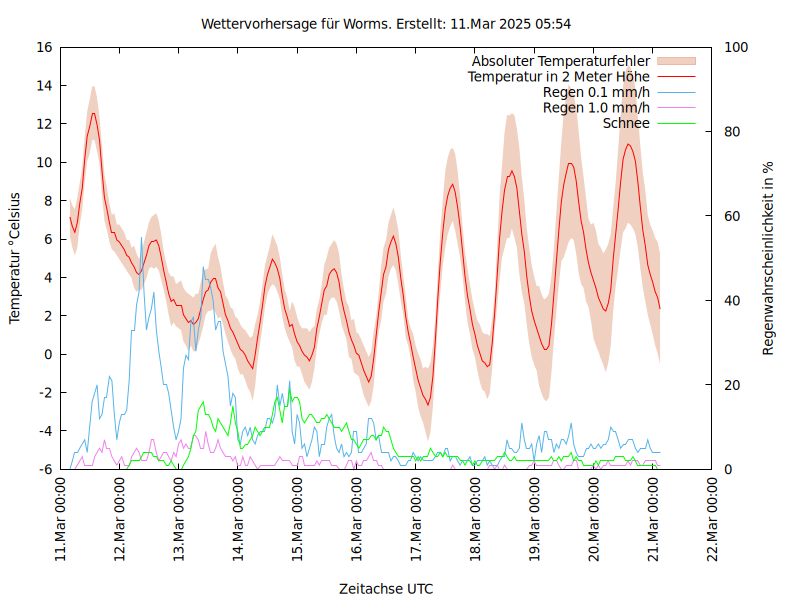 Wettervorhersage für Worms. Erstellt: 11.Mar 2025 05:54
Absoluter Temperaturfehler
Temperatur in 2 Meter Höhe
Regen 0.1 mm/h
Regen 1.0 mm/h
Schnee
Temperatur °Celsius
16
14
12
10
8
6
4
2
0
-2
-4
-6
Regenwahrscheinlichkeit in %
100
80
60
40
20
0
11.Mar 00:00
12.Mar 00:00
13.Mar 00:00
14.Mar 00:00
15.Mar 00:00
16.Mar 00:00
17.Mar 00:00
18.Mar 00:00
19.Mar 00:00
20.Mar 00:00
21.Mar 00:00
22.Mar 00:00
Zeitachse UTC